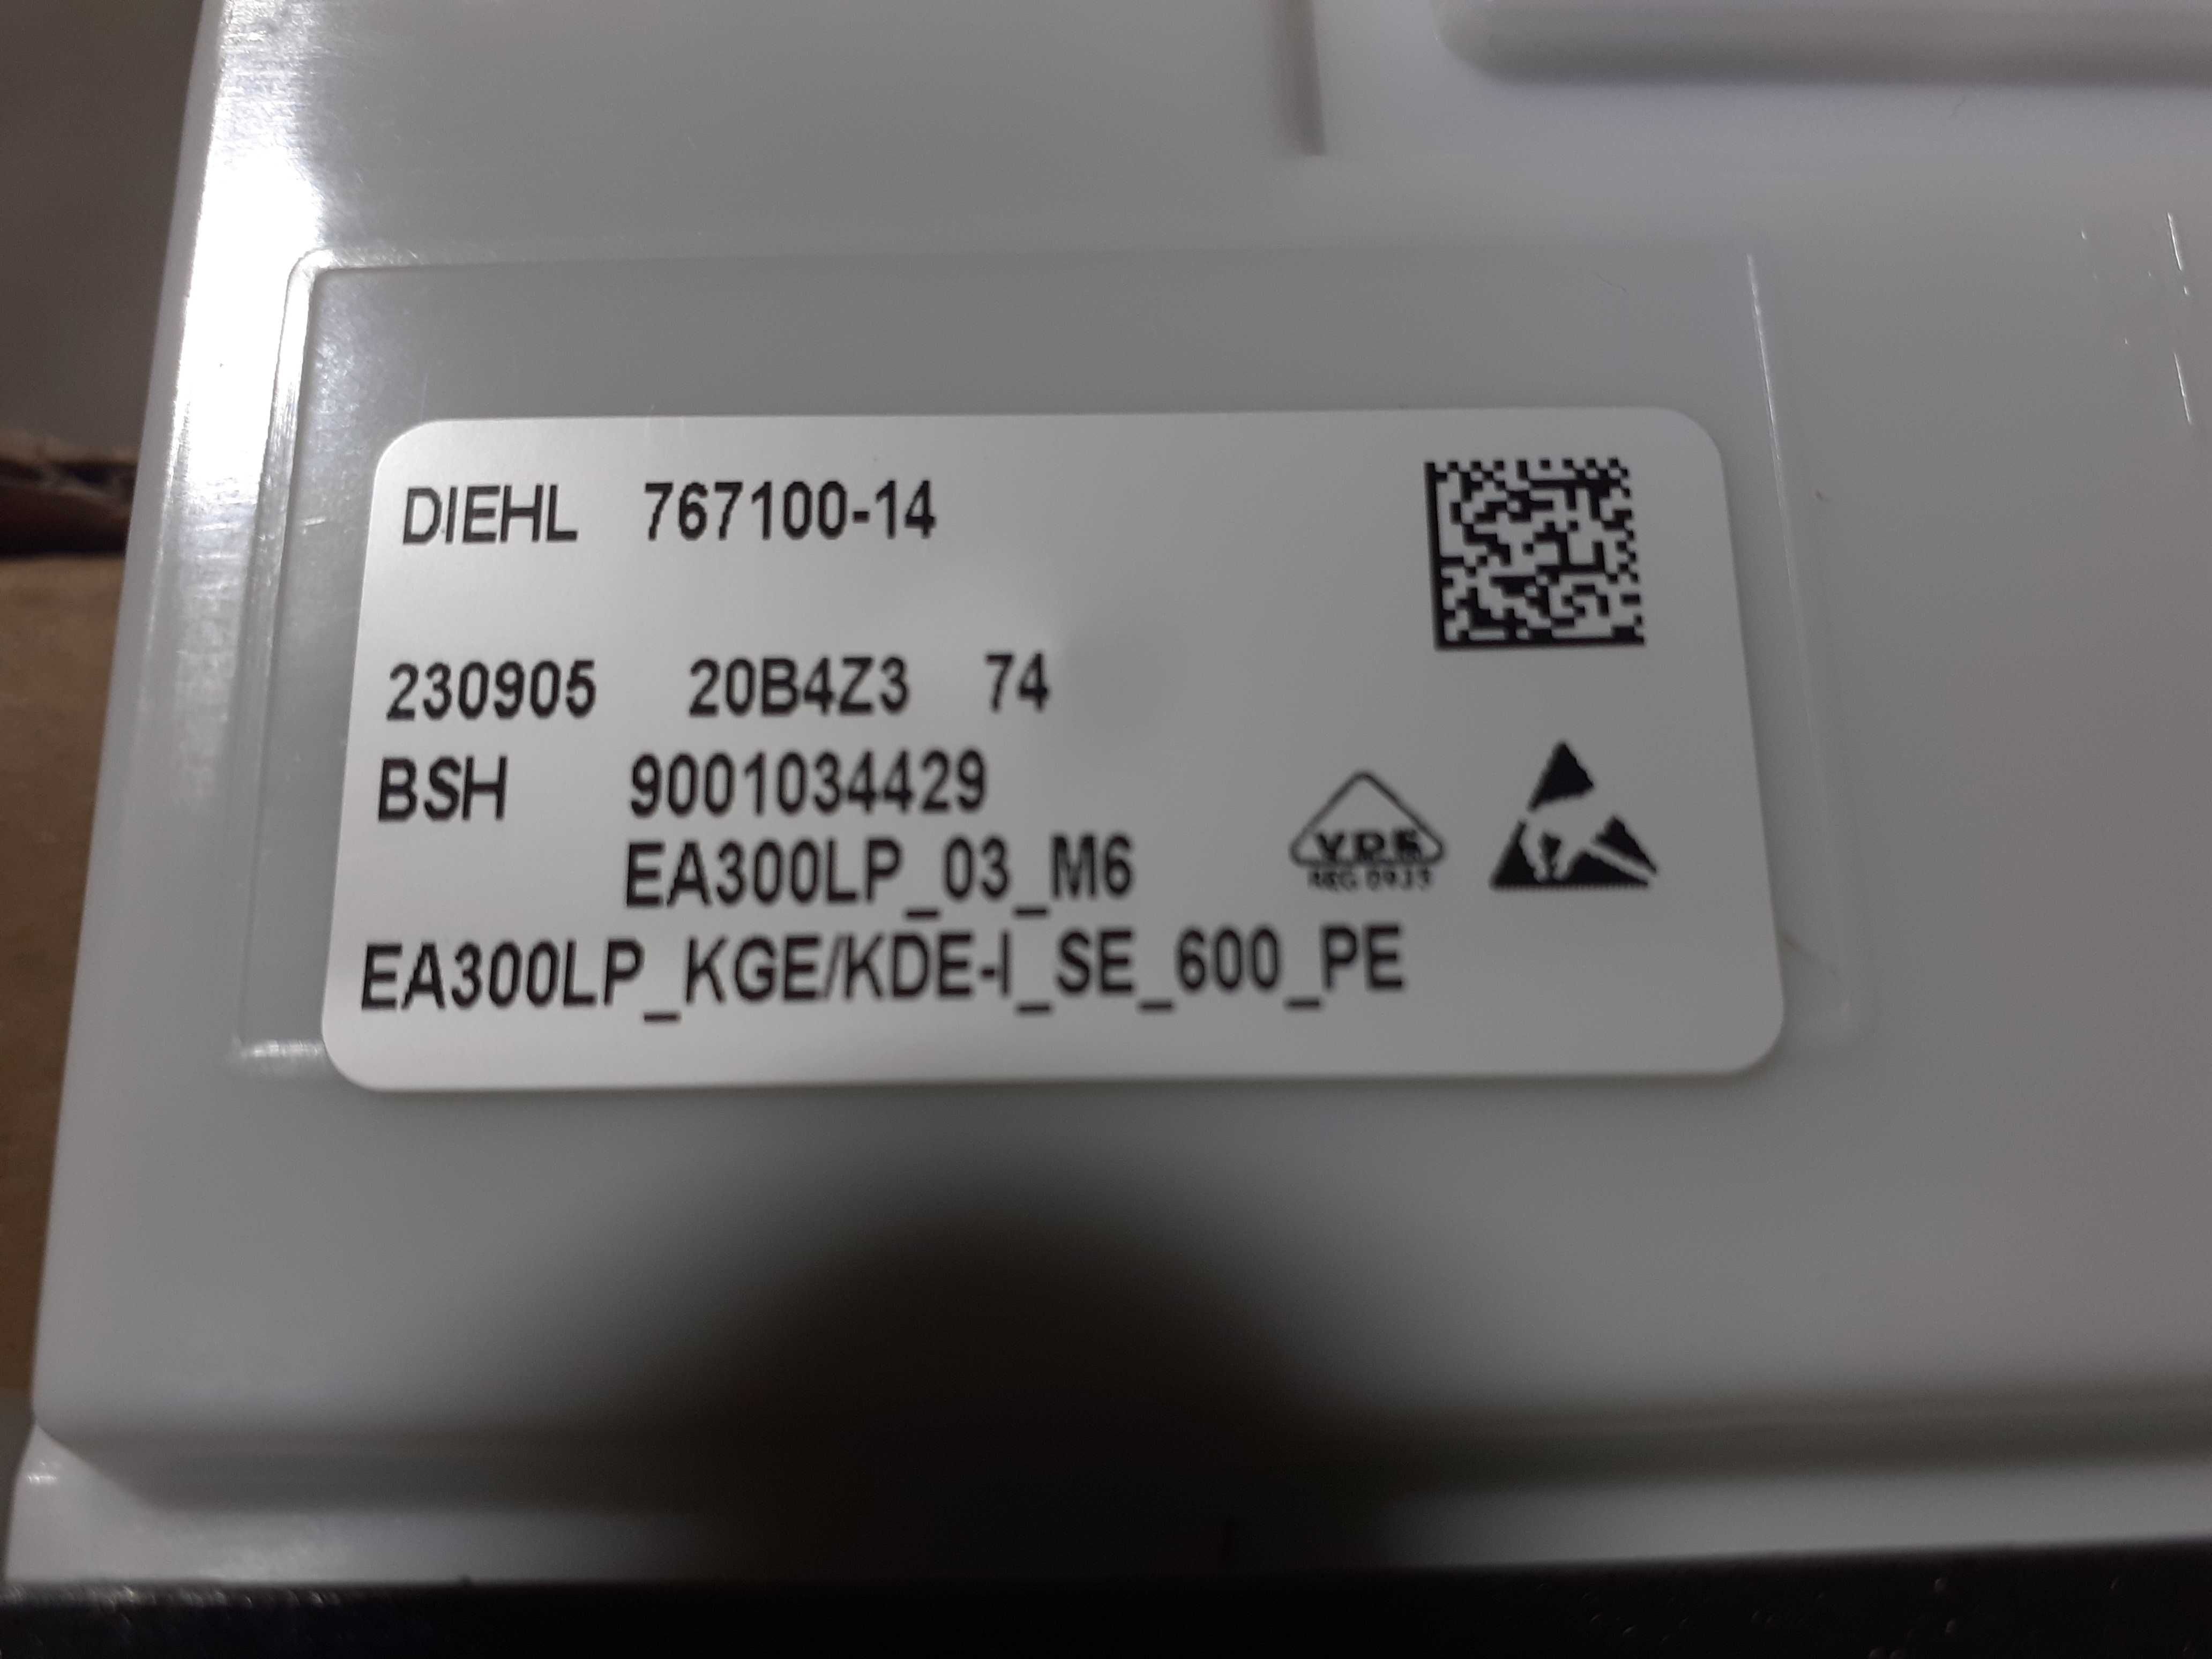 DIEHL 767100-14
230905 20B4Z3 74
BSH 9001034429
EA300LP_03_M6
VDE
EA300LP_KGE/KDE-I_SE_600_PE